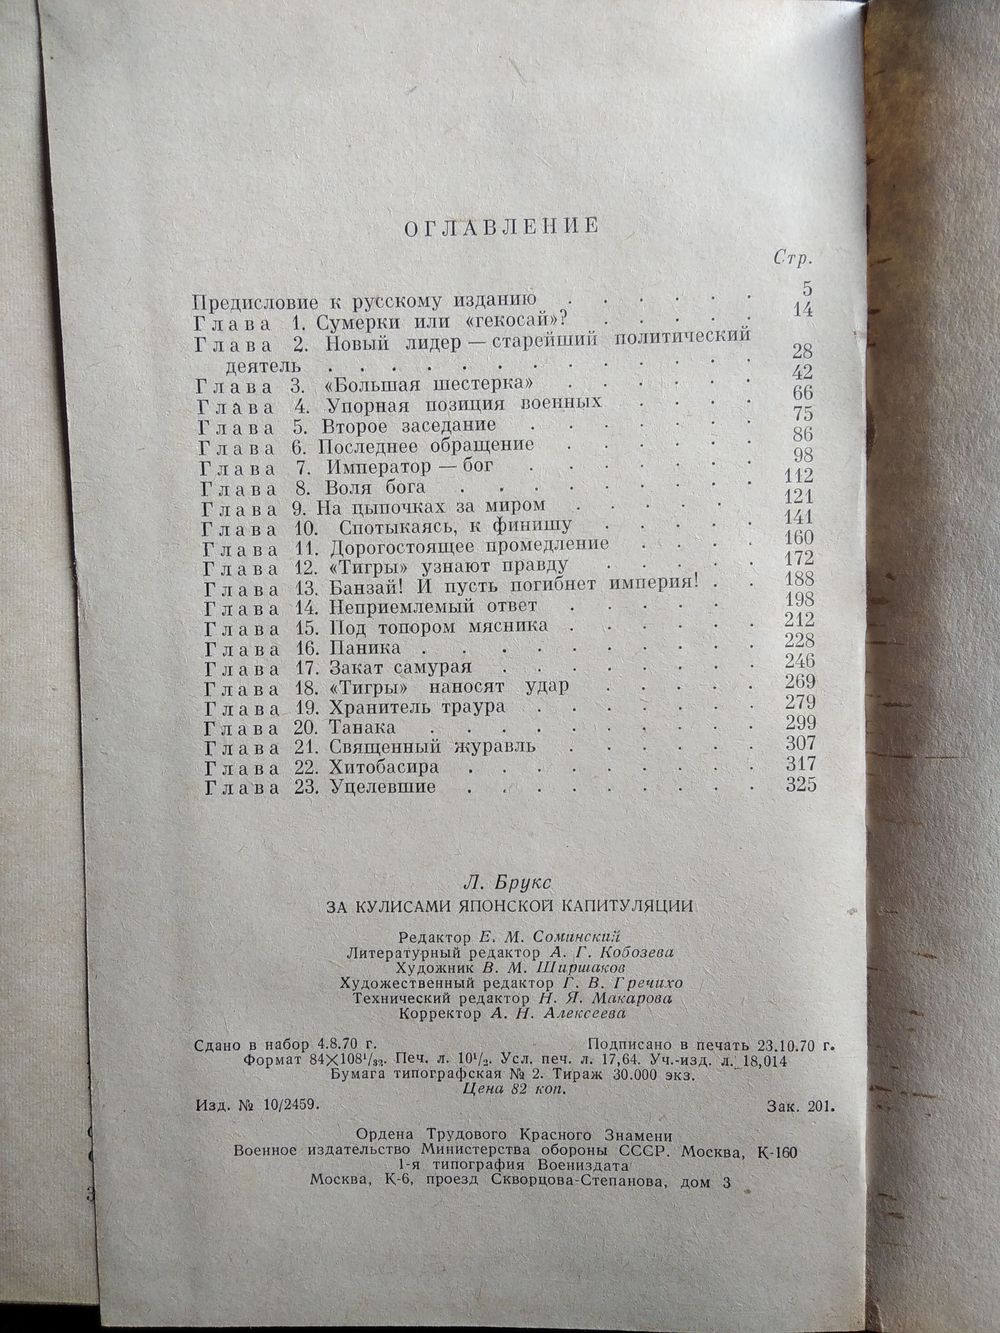 ОГЛАВЛЕНИЕ
Стр.
Предисловие к русскому изданию . . . . . . 5
Глава 1. Сумерки или «гекосай»? . . . . . 14
Глава 2. Новый лидер — старейший политический
деятель . . . . . . . . . . . . . 28
Глава 3. «Большая шестерка» . . . . . . 42
Глава 4. Упорная позиция военных . . . . 66
Глава 5. Второе заседание . . . . . . . 75
Глава 6. Последнее обращение . . . . . . 86
Глава 7. Император — бог . . . . . . . 98
Глава 8. Воля бога . . . . . . . . . 112
Глава 9. На цыпочках за миром . . . . . 121
Глава 10. Спотыкаясь, к финишу . . . . . 141
Глава 11. Дорогостоящее промедление . . . . 160
Глава 12. «Тигры» узнают правду . . . . . 172
Глава 13. Банзай! И пусть погибнет империя! . . 188
Глава 14. Неприемлемый ответ . . . . . 198
Глава 15. Под топором мясника . . . . . . 212
Глава 16. Паника . . . . . . . . . . 228
Глава 17. Закат самурая . . . . . . . . 246
Глава 18. «Тигры» наносят удар . . . . . 269
Глава 19. Хранитель траура . . . . . . . 279
Глава 20. Танака . . . . . . . . . . 299
Глава 21. Священный журавль . . . . . . 307
Глава 22. Хитобасира . . . . . . . . . 317
Глава 23. Уцелевшие . . . . . . . . . 325
Л. Брукс
ЗА КУЛИСАМИ ЯПОНСКОЙ КАПИТУЛЯЦИИ
Редактор Е. М. Соминский
Литературный редактор А. Г. Кобозева
Художник В. М. Ширшаков
Художественный редактор Г. В. Гречихо
Технический редактор Н. Я. Макарова
Корректор А. Н. Алексеева
Сдано в набор 4.8.70 г. Подписано в печать 23.10.70 г.
Формат 84×108¹/₃₂. Печ. л. 10¹/₂. Усл. печ. л. 17,64. Уч.-изд. л. 18,014
Бумага типографская № 2. Тираж 30.000 экз.
Цена 82 коп.
Изд. № 10/2459. Зак. 201.
Ордена Трудового Красного Знамени
Военное издательство Министерства обороны СССР. Москва, К-160
1-я типография Воениздата
Москва, К-6, проезд Скворцова-Степанова, дом 3